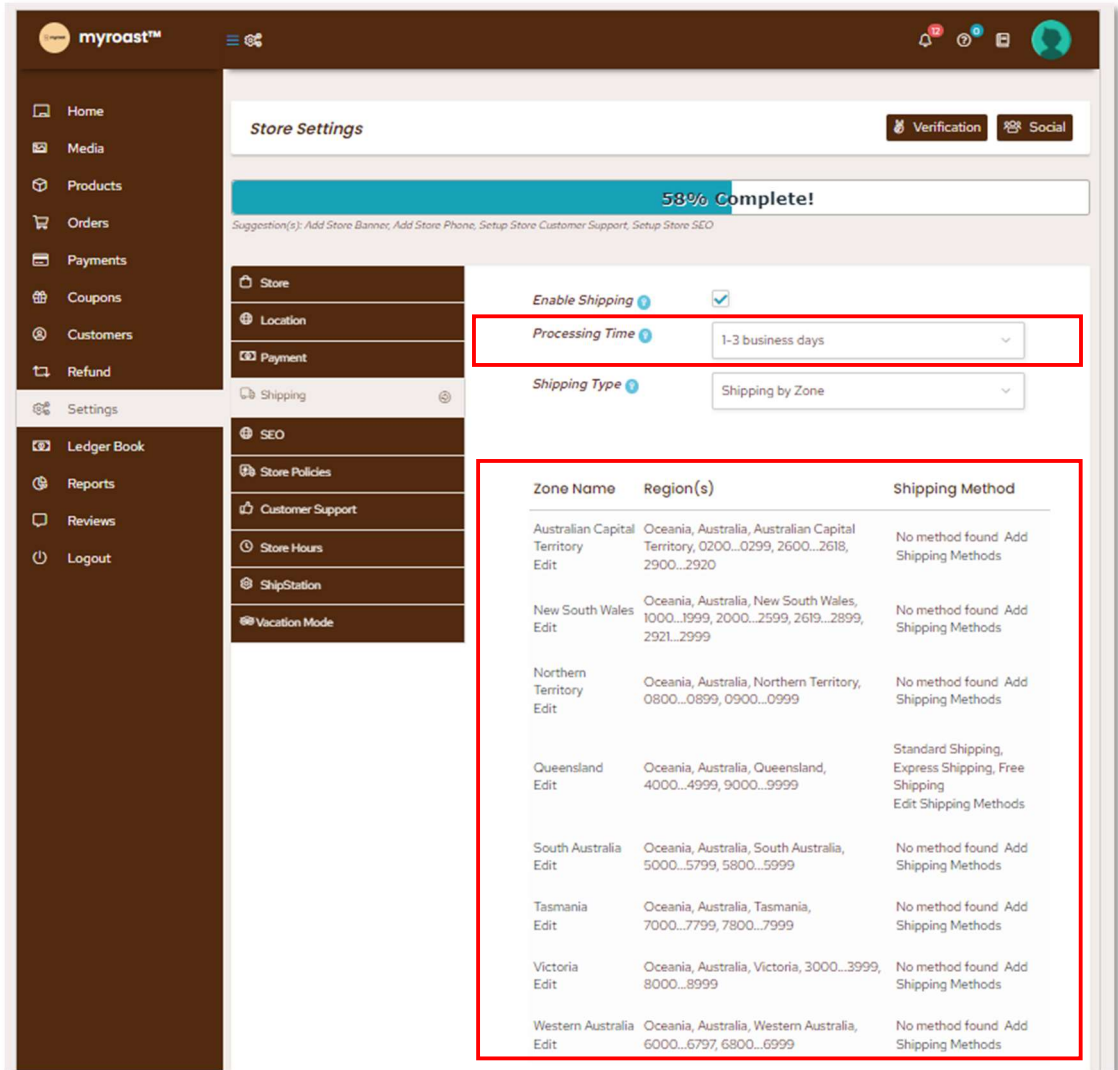 myroast™
12
0
Home
Media
Products
Orders
Payments
Coupons
Customers
Refund
Settings
Ledger Book
Reports
Reviews
Logout
Store Settings
Verification
Social
58% Complete!
Suggestion(s): Add Store Banner, Add Store Phone, Setup Store Customer Support, Setup Store SEO
Store
Location
Payment
Shipping
SEO
Store Policies
Customer Support
Store Hours
ShipStation
Vacation Mode
Enable Shipping
Processing Time
1-3 business days
Shipping Type
Shipping by Zone
Zone Name Region(s) Shipping Method
Australian Capital
Territory
Edit
Oceania, Australia, Australian Capital
Territory, 0200...0299, 2600...2618,
2900...2920
No method found Add
Shipping Methods
New South Wales
Edit
Oceania, Australia, New South Wales,
1000...1999, 2000...2599, 2619...2899,
2921...2999
No method found Add
Shipping Methods
Northern
Territory
Edit
Oceania, Australia, Northern Territory,
0800...0899, 0900...0999
No method found Add
Shipping Methods
Queensland
Edit
Oceania, Australia, Queensland,
4000...4999, 9000...9999
Standard Shipping,
Express Shipping, Free
Shipping
Edit Shipping Methods
South Australia
Edit
Oceania, Australia, South Australia,
5000...5799, 5800...5999
No method found Add
Shipping Methods
Tasmania
Edit
Oceania, Australia, Tasmania,
7000...7799, 7800...7999
No method found Add
Shipping Methods
Victoria
Edit
Oceania, Australia, Victoria, 3000...3999,
8000...8999
No method found Add
Shipping Methods
Western Australia
Edit
Oceania, Australia, Western Australia,
6000...6797, 6800...6999
No method found Add
Shipping Methods